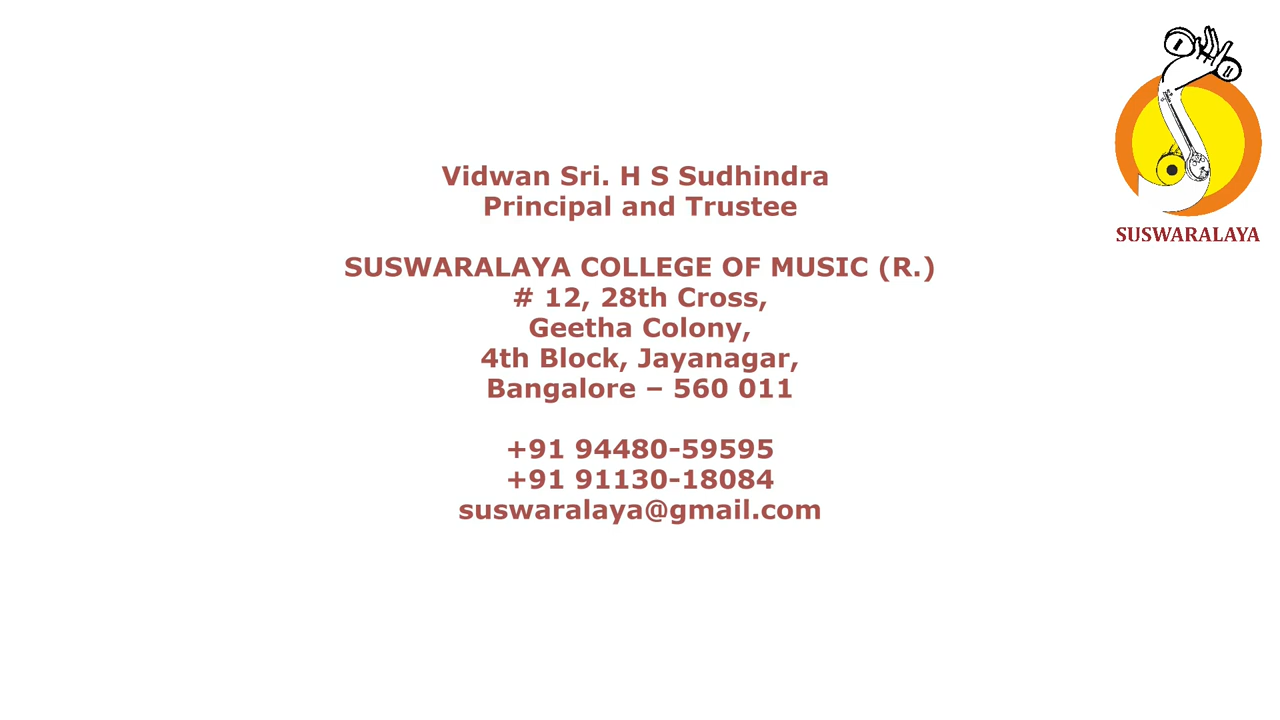 Vidwan Sri. H S Sudhindra
Principal and Trustee
SUSWARALAYA COLLEGE OF MUSIC (R.)
# 12, 28th Cross,
Geetha Colony,
4th Block, Jayanagar,
Bangalore – 560 011
+91 94480-59595
+91 91130-18084
suswaralaya@gmail.com
SUSWARALAYA